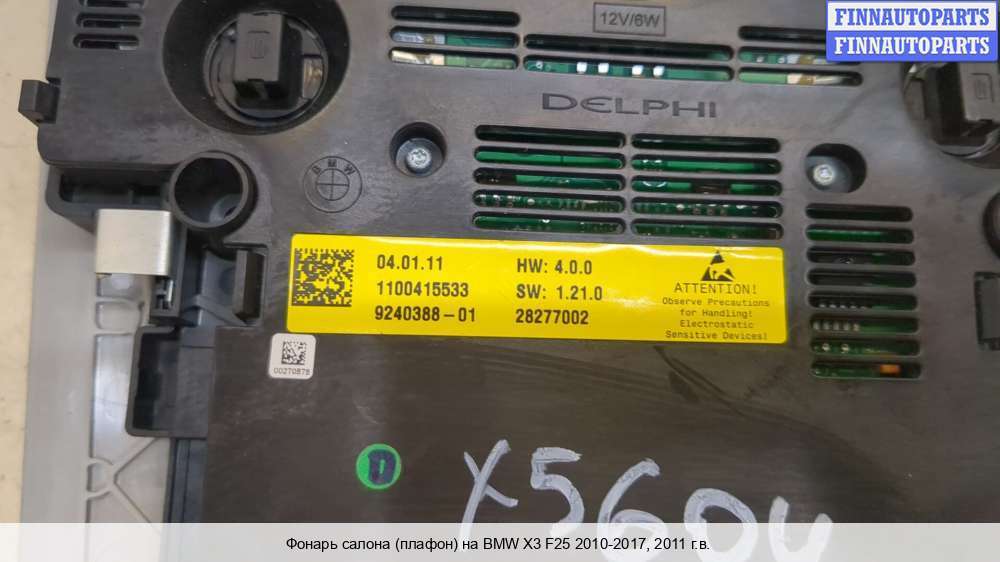 12V/6W
FINNAUTOPARTS
FINNAUTOPARTS
DELPHI
BMW
04.01.11
HW: 4.0.0
1100415533
SW: 1.21.0
9240388-01
28277002
ATTENTION!
Observe Precautions
for Handling!
Electrostatic
Sensitive Devices!
00270878
X560U
Фонарь салона (плафон) на BMW X3 F25 2010-2017, 2011 г.в.